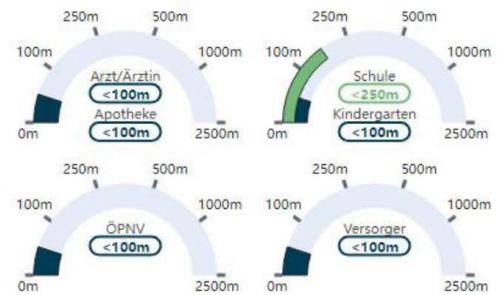 250m 500m
100m 1000m
Arzt/Ärztin
<100m
Apotheke
<100m
0m 2500m
250m 500m
100m 1000m
Schule
<250m
Kindergarten
<100m
0m 2500m
250m 500m
100m 1000m
ÖPNV
<100m
0m 2500m
250m 500m
100m 1000m
Versorger
<100m
0m 2500m